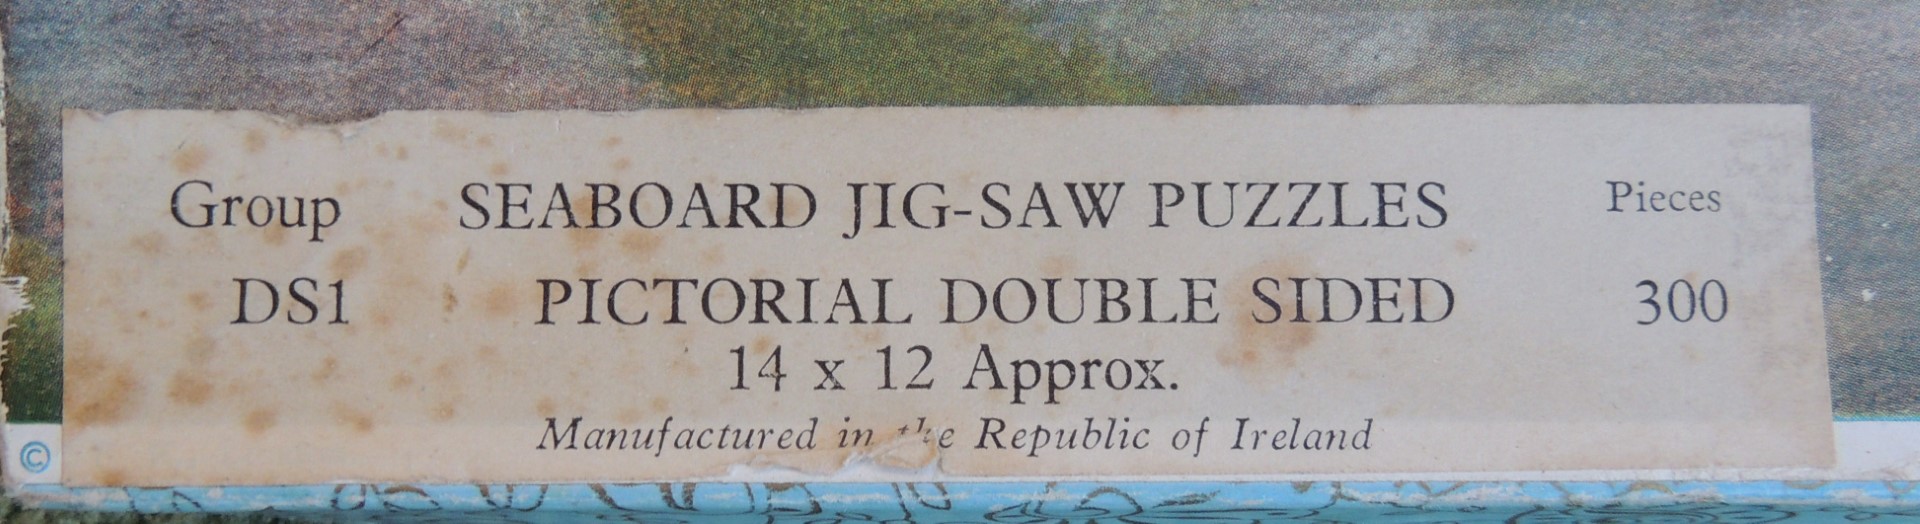 Group SEABOARD JIG-SAW PUZZLES Pieces
DS1 PICTORIAL DOUBLE SIDED 300
14 x 12 Approx.
Manufactured in the Republic of Ireland
©